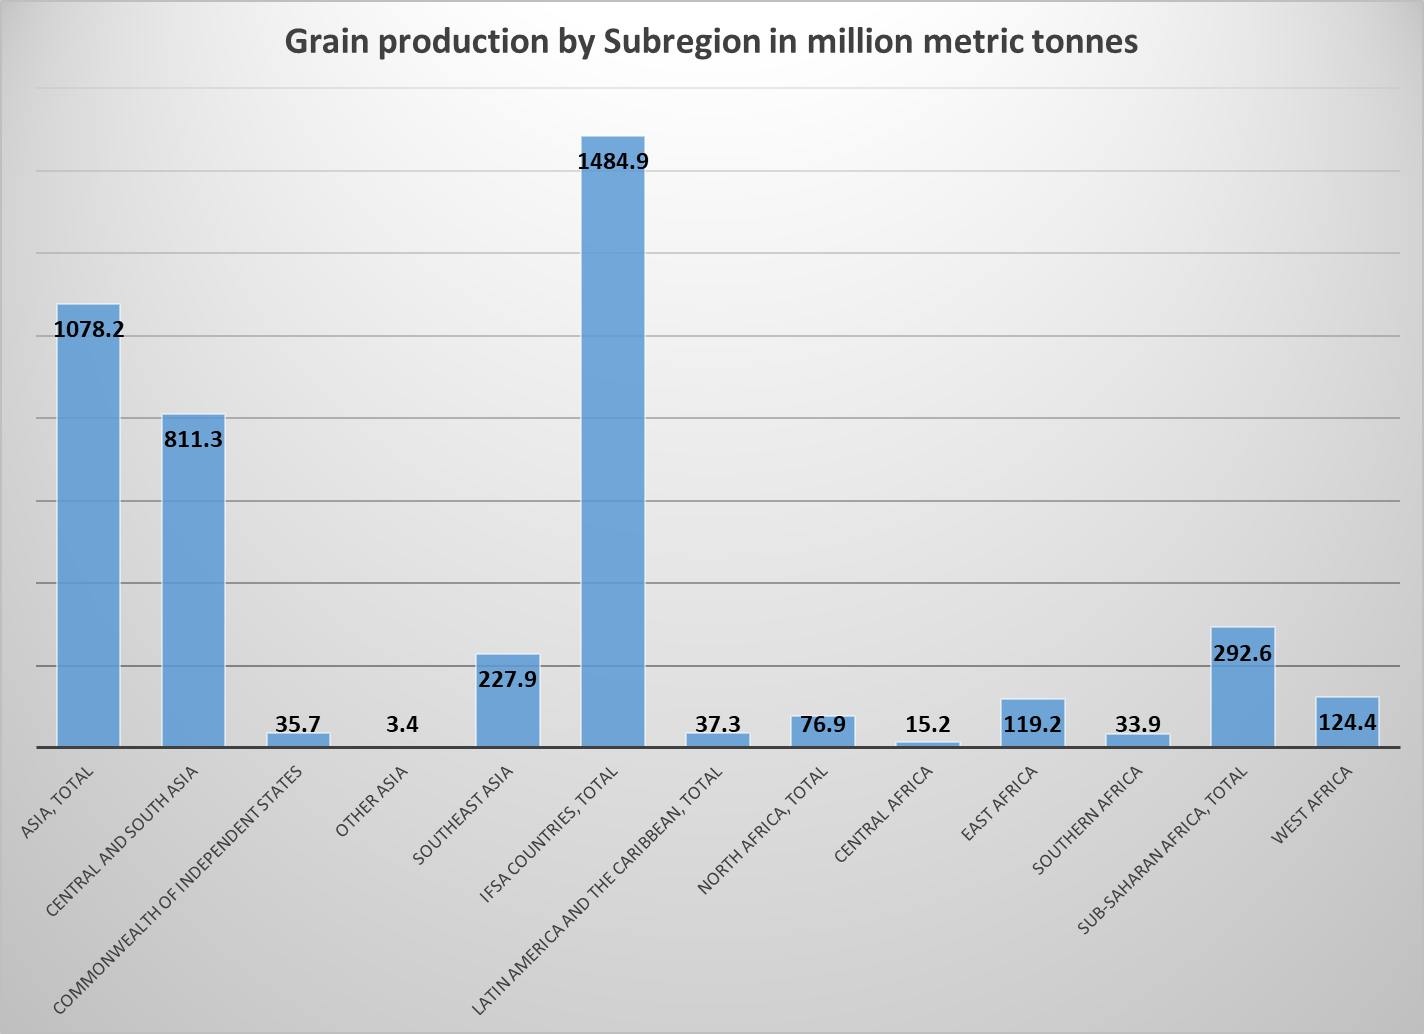 Grain production by Subregion in million metric tonnes
1078.2
811.3
35.7
3.4
227.9
1484.9
37.3
76.9
15.2
119.2
33.9
292.6
124.4
ASIA, TOTAL
CENTRAL AND SOUTH ASIA
COMMONWEALTH OF INDEPENDENT STATES
OTHER ASIA
SOUTHEAST ASIA
IFSA COUNTRIES, TOTAL
LATIN AMERICA AND THE CARIBBEAN, TOTAL
NORTH AFRICA, TOTAL
CENTRAL AFRICA
EAST AFRICA
SOUTHERN AFRICA
SUB-SAHARAN AFRICA, TOTAL
WEST AFRICA